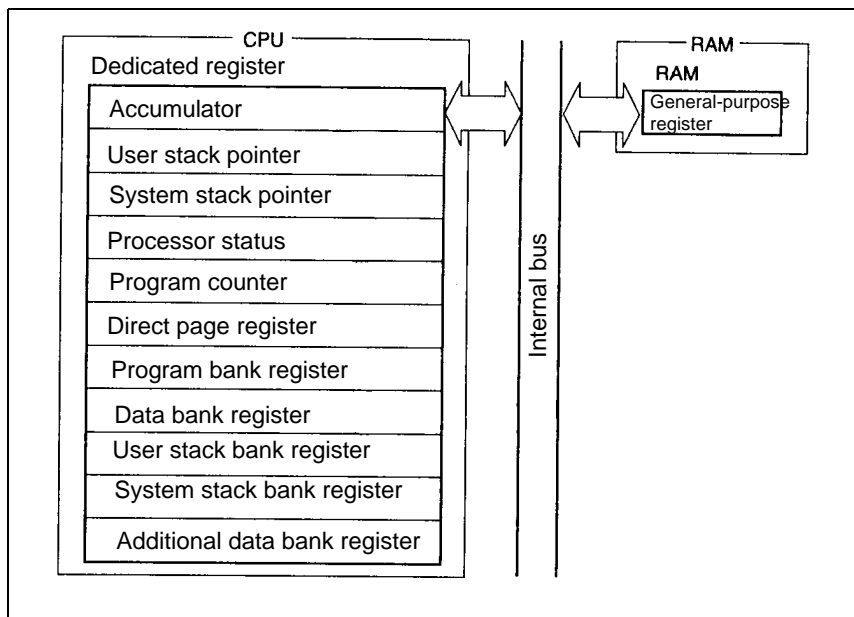 CPU
Dedicated register
Accumulator
User stack pointer
System stack pointer
Processor status
Program counter
Direct page register
Program bank register
Data bank register
User stack bank register
System stack bank register
Additional data bank register
Internal bus
RAM
RAM
General-purpose
register